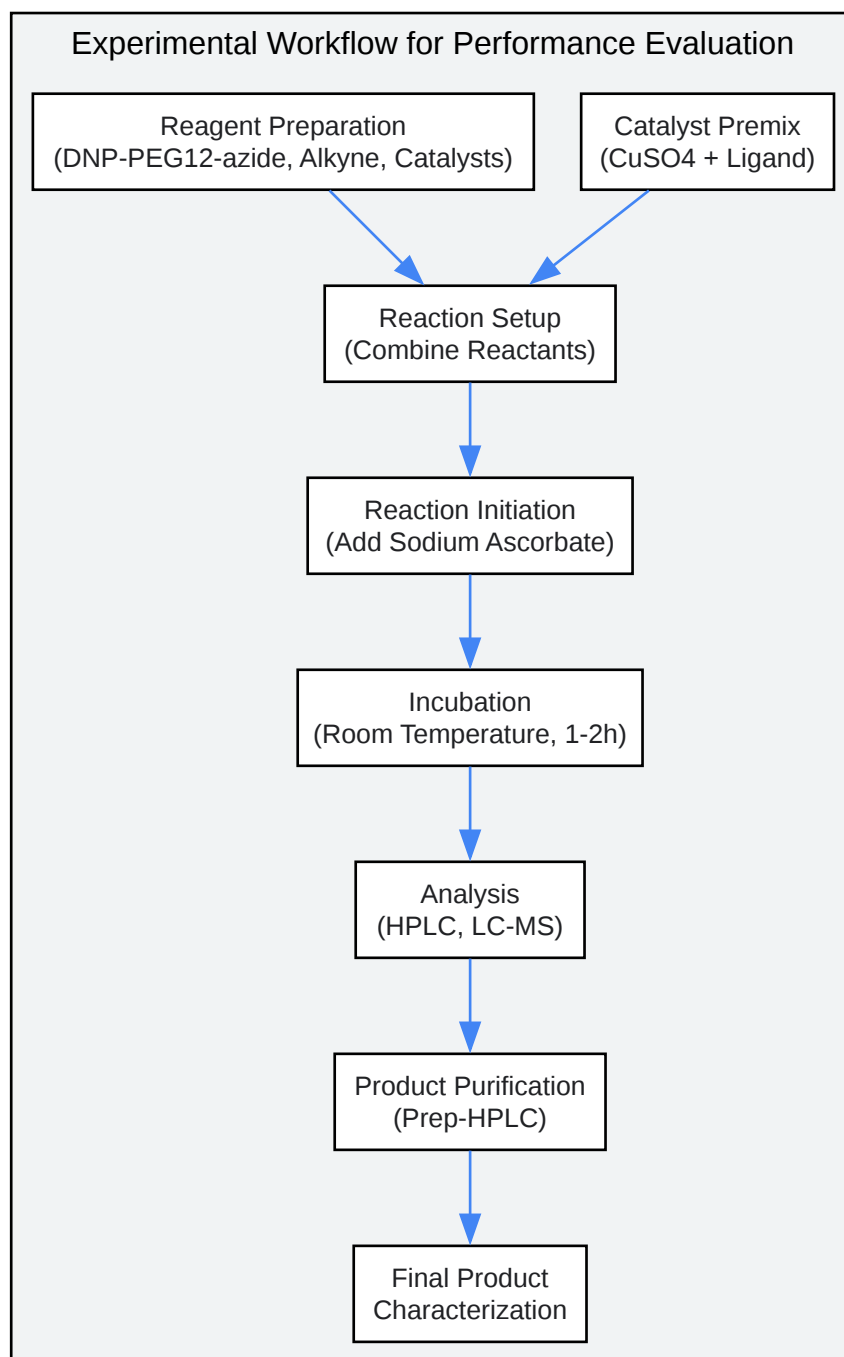 Experimental Workflow for Performance Evaluation
Reagent Preparation
(DNP-PEG12-azide, Alkyne, Catalysts)
Catalyst Premix
(CuSO4 + Ligand)
Reaction Setup
(Combine Reactants)
Reaction Initiation
(Add Sodium Ascorbate)
Incubation
(Room Temperature, 1-2h)
Analysis
(HPLC, LC-MS)
Product Purification
(Prep-HPLC)
Final Product
Characterization